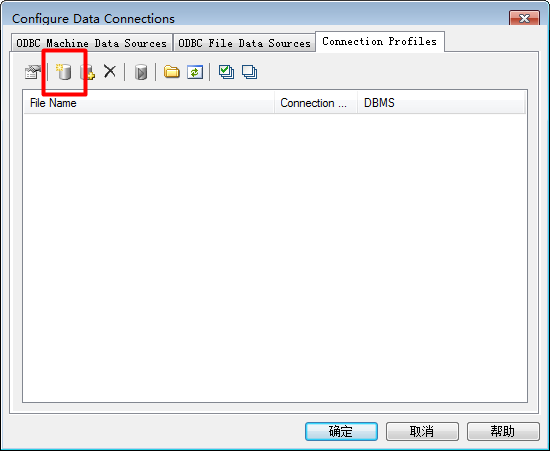 Configure Data Connections
ODBC Machine Data Sources ODBC File Data Sources Connection Profiles
File Name Connection ... DBMS
确定 取消 帮助